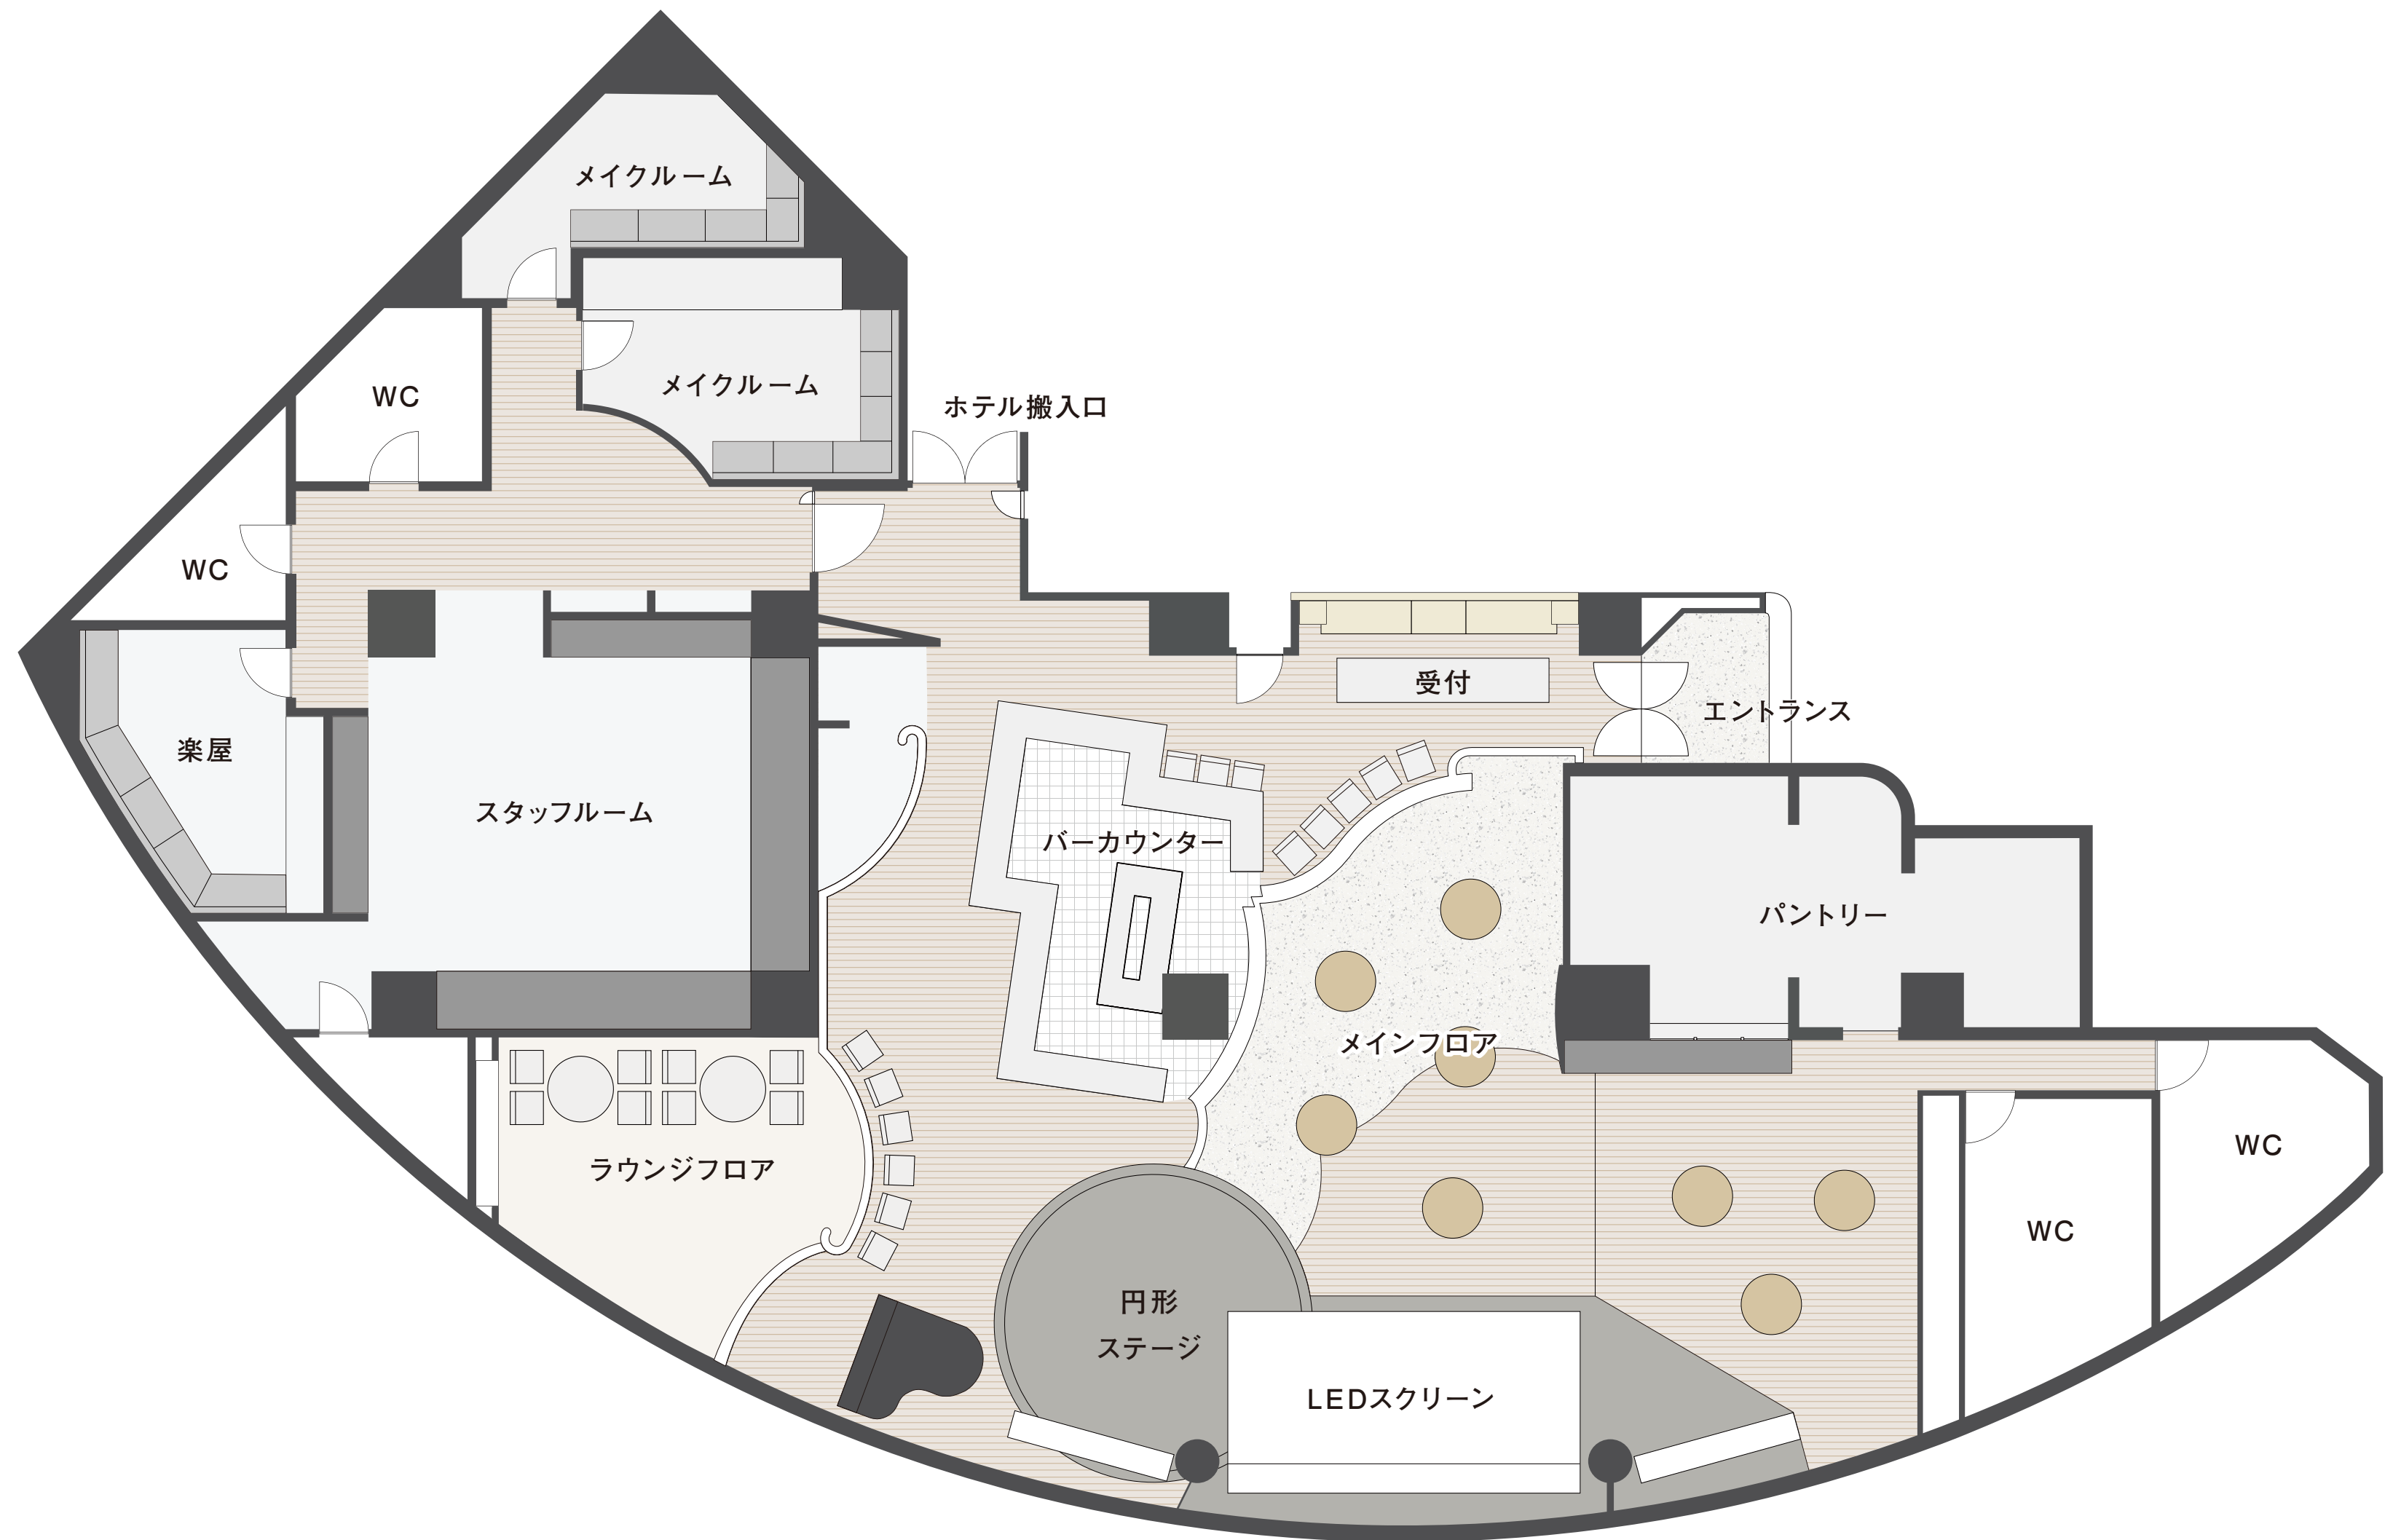 メイクルーム
メイクルーム
WC
ホテル搬入口
WC
受付
エントランス
楽屋
スタッフルーム
バーカウンター
パントリー
メインフロア
ラウンジフロア
WC
WC
円形
ステージ
LEDスクリーン